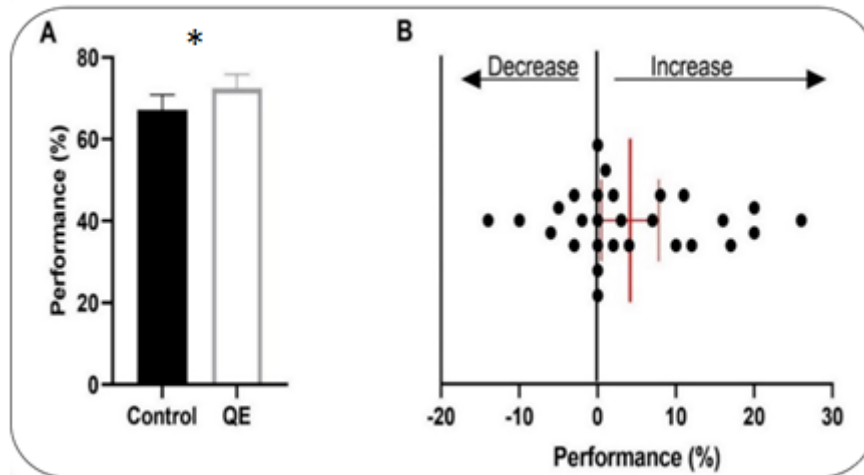 A
*
80
60
40
20
0
Performance (%)
Control QE
B
Decrease Increase
-20 -10 0 10 20 30
Performance (%)